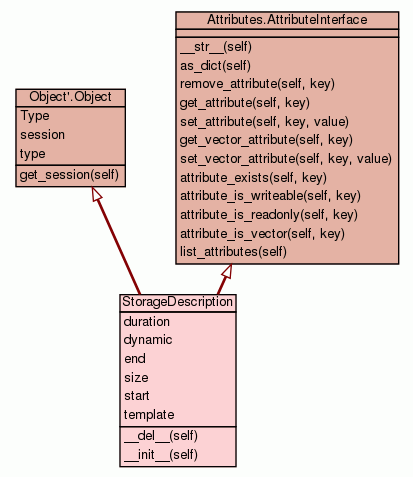 Attributes.AttributeInterface
__str__(self)
as_dict(self)
remove_attribute(self, key)
get_attribute(self, key)
set_attribute(self, key, value)
get_vector_attribute(self, key)
set_vector_attribute(self, key, value)
attribute_exists(self, key)
attribute_is_writeable(self, key)
attribute_is_readonly(self, key)
attribute_is_vector(self, key)
list_attributes(self)
Object'.Object
Type
session
type
get_session(self)
StorageDescription
duration
dynamic
end
size
start
template
__del__(self)
__init__(self)